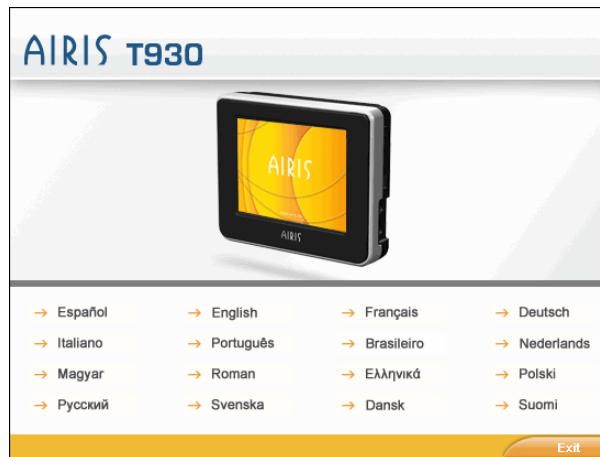 AIRIS T930
AIRIS
AIRIS
Español English Français Deutsch
Italiano Português Brasileiro Nederlands
Magyar Roman Ελληνικά Polski
Русский Svenska Dansk Suomi
Exit